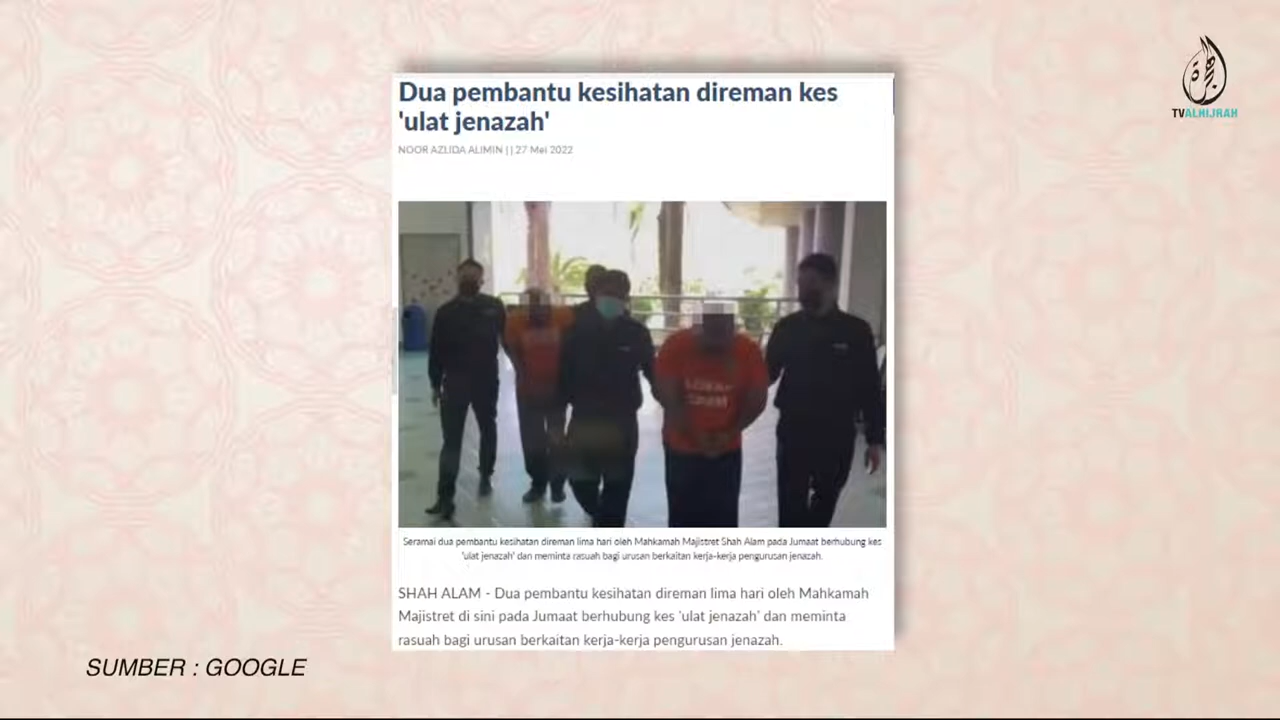 Dua pembantu kesihatan direman kes
'ulat jenazah'
NOOR AZLIDA ALIMIN || 27 Mei 2022
TVALHIJRAH
LOKAP
SPRM
Seramai dua pembantu kesihatan direman lima hari oleh Mahkamah Majistret Shah Alam pada Jumaat berhubung kes
'ulat jenazah' dan meminta rasuah bagi urusan berkaitan kerja-kerja pengurusan jenazah.
SHAH ALAM - Dua pembantu kesihatan direman lima hari oleh Mahkamah
Majistret di sini pada Jumaat berhubung kes 'ulat jenazah' dan meminta
rasuah bagi urusan berkaitan kerja-kerja pengurusan jenazah.
SUMBER : GOOGLE